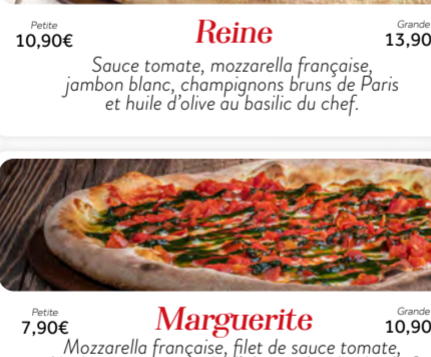 Petite
10,90€
Reine
Grande
13,90
Sauce tomate, mozzarella française,
jambon blanc, champignons bruns de Paris
et huile d'olive au basilic du chef.
Petite
7,90€
Marguerite
Grande
10,90
Mozzarella française, filet de sauce tomate,